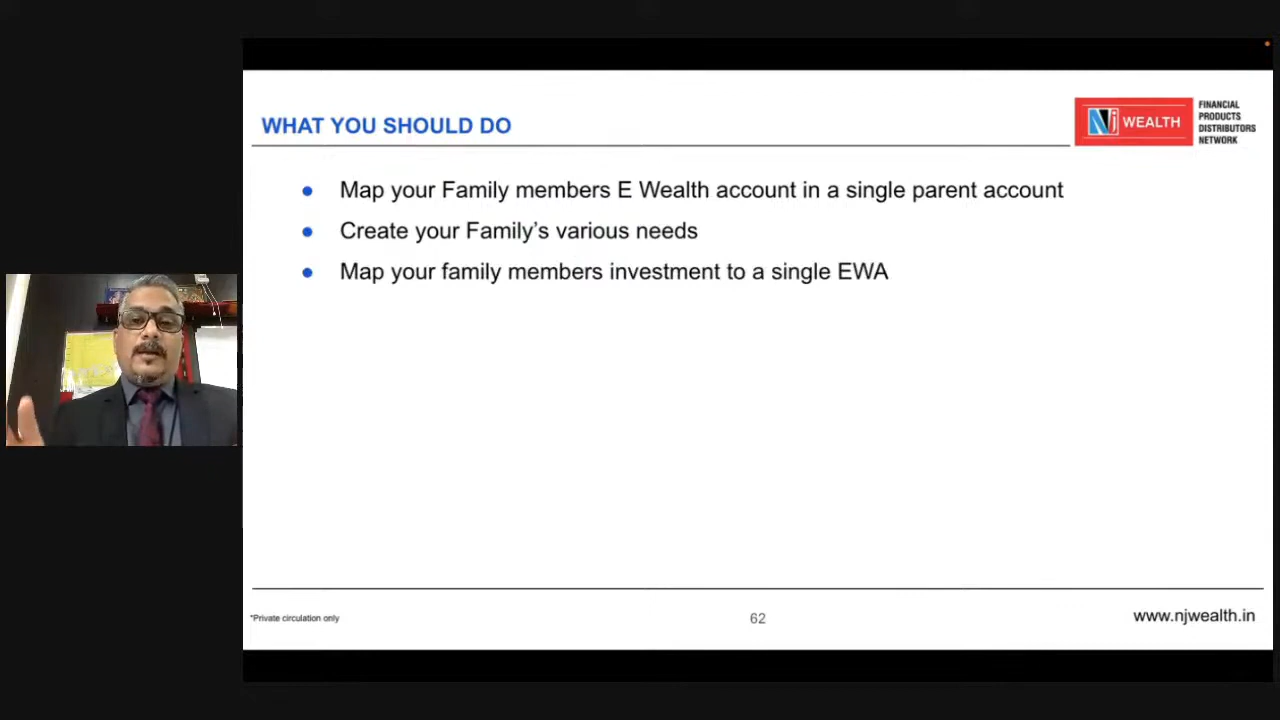 WHAT YOU SHOULD DO
Nj WEALTH
FINANCIAL
PRODUCTS
DISTRIBUTORS
NETWORK
● Map your Family members E Wealth account in a single parent account
● Create your Family’s various needs
● Map your family members investment to a single EWA
*Private circulation only
62
www.njwealth.in